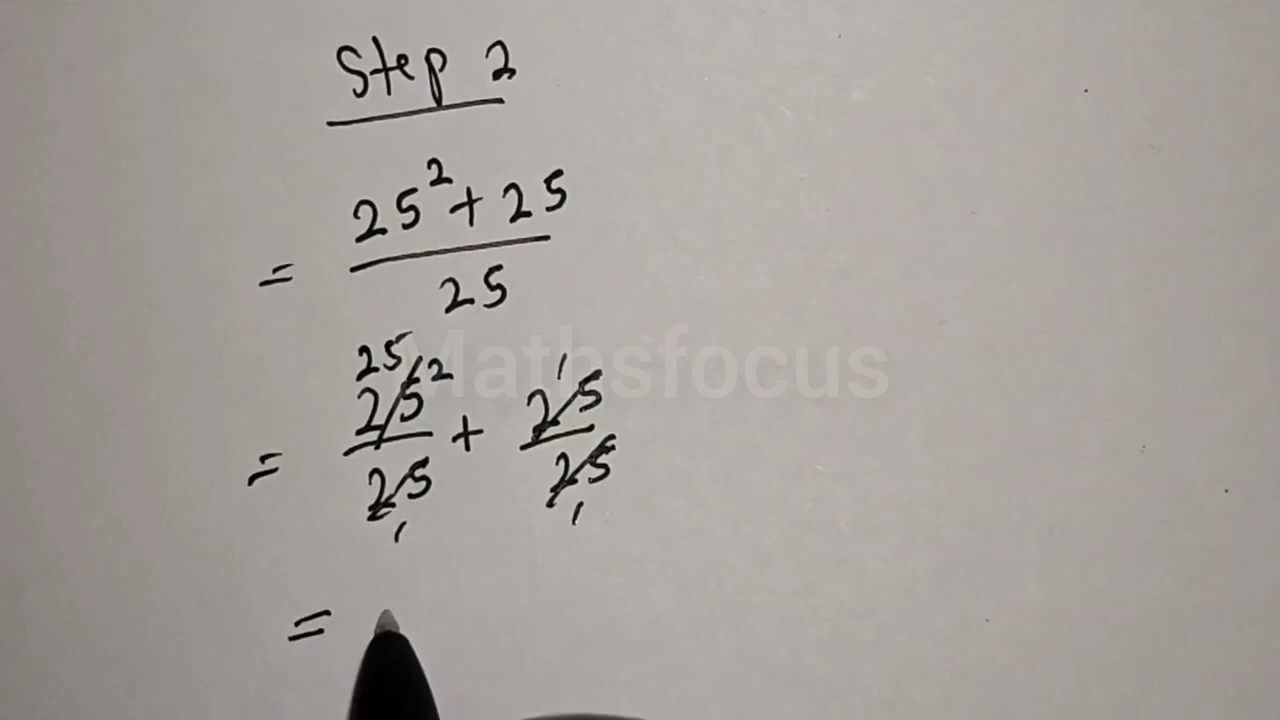 Step 2
= (25² + 25) / 25
Mathsfocus
25 1
= 25²/25 + 25/25
1 1
=